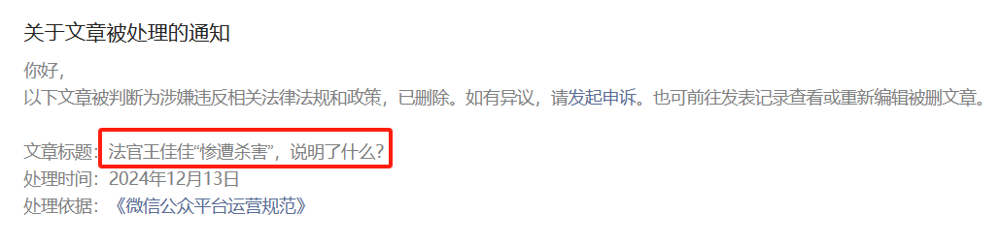 关于文章被处理的通知
你好，
以下文章被判断为涉嫌违反相关法律法规和政策，已删除。如有异议，请发起申诉。也可前往发表记录查看或重新编辑被删文章。
文章标题：法官王佳佳“惨遭杀害”，说明了什么？
处理时间：2024年12月13日
处理依据：《微信公众平台运营规范》